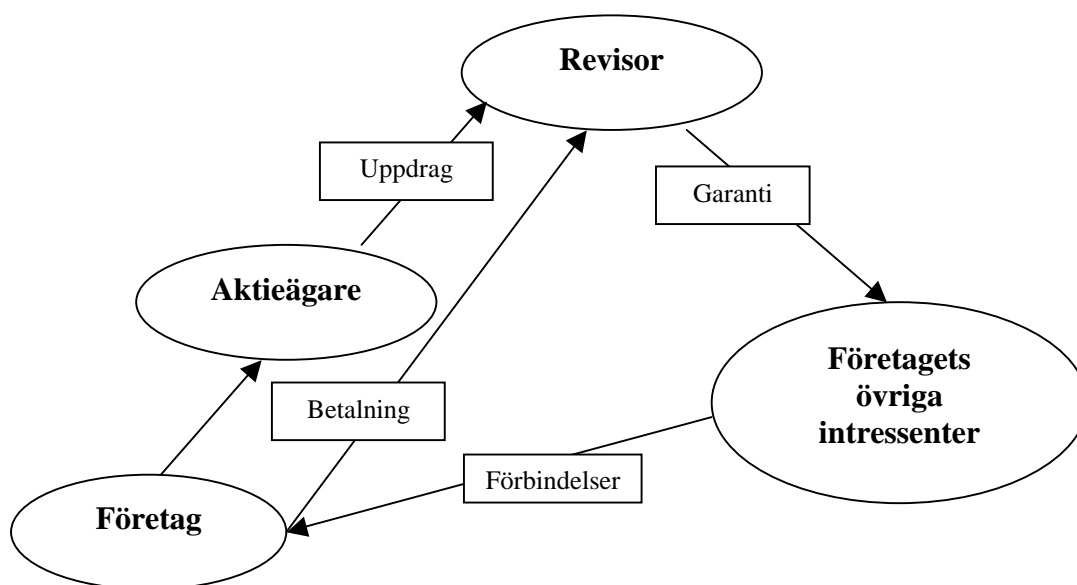 Revisor
Uppdrag
Garanti
Aktieägare
Företagets
övriga
intressenter
Betalning
Förbindelser
Företag